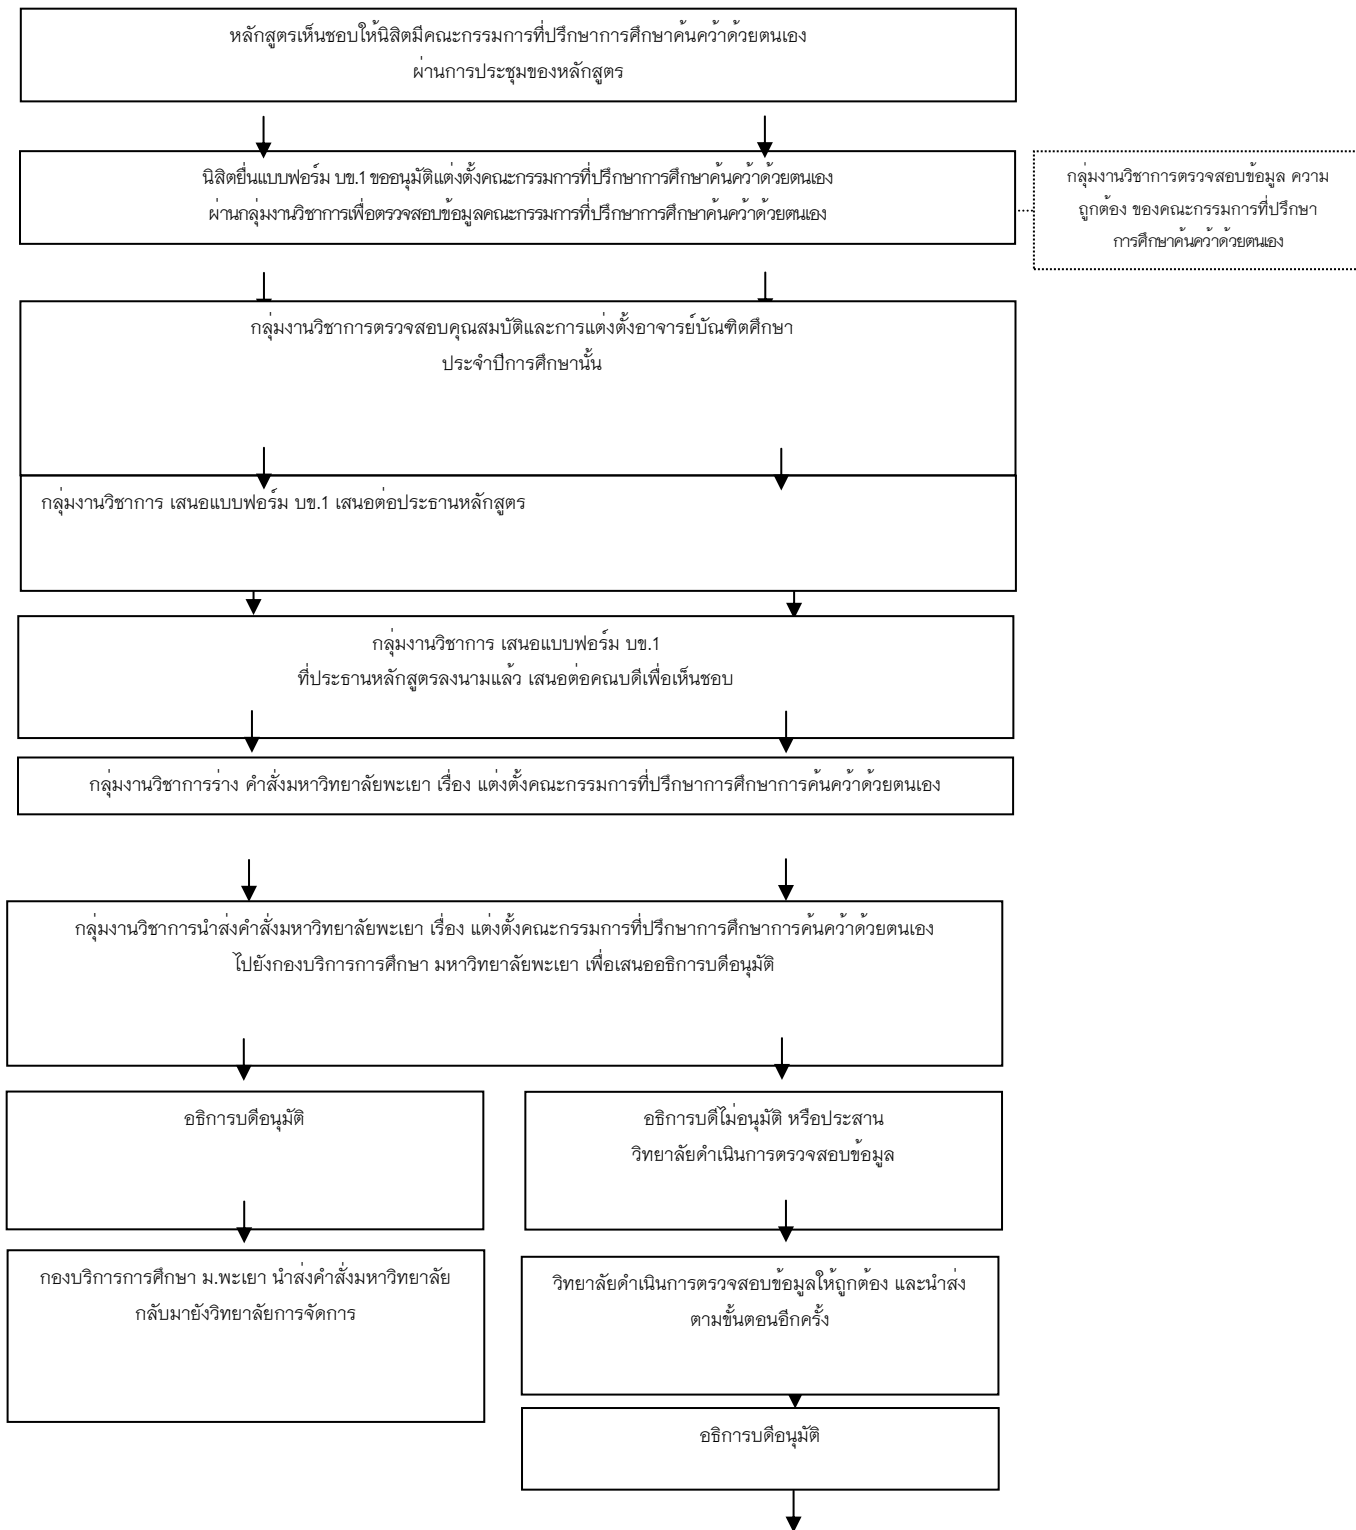 หลักสูตรเห็นชอบให้นิสิตมีคณะกรรมการที่ปรึกษาการศึกษาค้นคว้าด้วยตนเอง
ผ่านการประชุมของหลักสูตร
นิสิตยื่นแบบฟอร์ม บข.1 ขออนุมัติแต่งตั้งคณะกรรมการที่ปรึกษาการศึกษาค้นคว้าด้วยตนเอง
ผ่านกลุ่มงานวิชาการเพื่อตรวจสอบข้อมูลคณะกรรมการที่ปรึกษาการศึกษาค้นคว้าด้วยตนเอง
กลุ่มงานวิชาการตรวจสอบข้อมูล ความ
ถูกต้อง ของคณะกรรมการที่ปรึกษา
การศึกษาค้นคว้าด้วยตนเอง
กลุ่มงานวิชาการตรวจสอบคุณสมบัติและการแต่งตั้งอาจารย์บัณฑิตศึกษา
ประจำปีการศึกษานั้น
กลุ่มงานวิชาการ เสนอแบบฟอร์ม บข.1 เสนอต่อประธานหลักสูตร
กลุ่มงานวิชาการ เสนอแบบฟอร์ม บข.1
ที่ประธานหลักสูตรลงนามแล้ว เสนอต่อคณบดีเพื่อเห็นชอบ
กลุ่มงานวิชาการร่าง คำสั่งมหาวิทยาลัยพะเยา เรื่อง แต่งตั้งคณะกรรมการที่ปรึกษาการศึกษาการค้นคว้าด้วยตนเอง
กลุ่มงานวิชาการนำส่งคำสั่งมหาวิทยาลัยพะเยา เรื่อง แต่งตั้งคณะกรรมการที่ปรึกษาการศึกษาการค้นคว้าด้วยตนเอง
ไปยังกองบริการการศึกษา มหาวิทยาลัยพะเยา เพื่อเสนออธิการบดีอนุมัติ
อธิการบดีอนุมัติ
อธิการบดีไม่อนุมัติ หรือประสาน
วิทยาลัยดำเนินการตรวจสอบข้อมูล
กองบริการการศึกษา ม.พะเยา นำส่งคำสั่งมหาวิทยาลัย
กลับมายังวิทยาลัยการจัดการ
วิทยาลัยดำเนินการตรวจสอบข้อมูลให้ถูกต้อง และนำส่ง
ตามขั้นตอนอีกครั้ง
อธิการบดีอนุมัติ